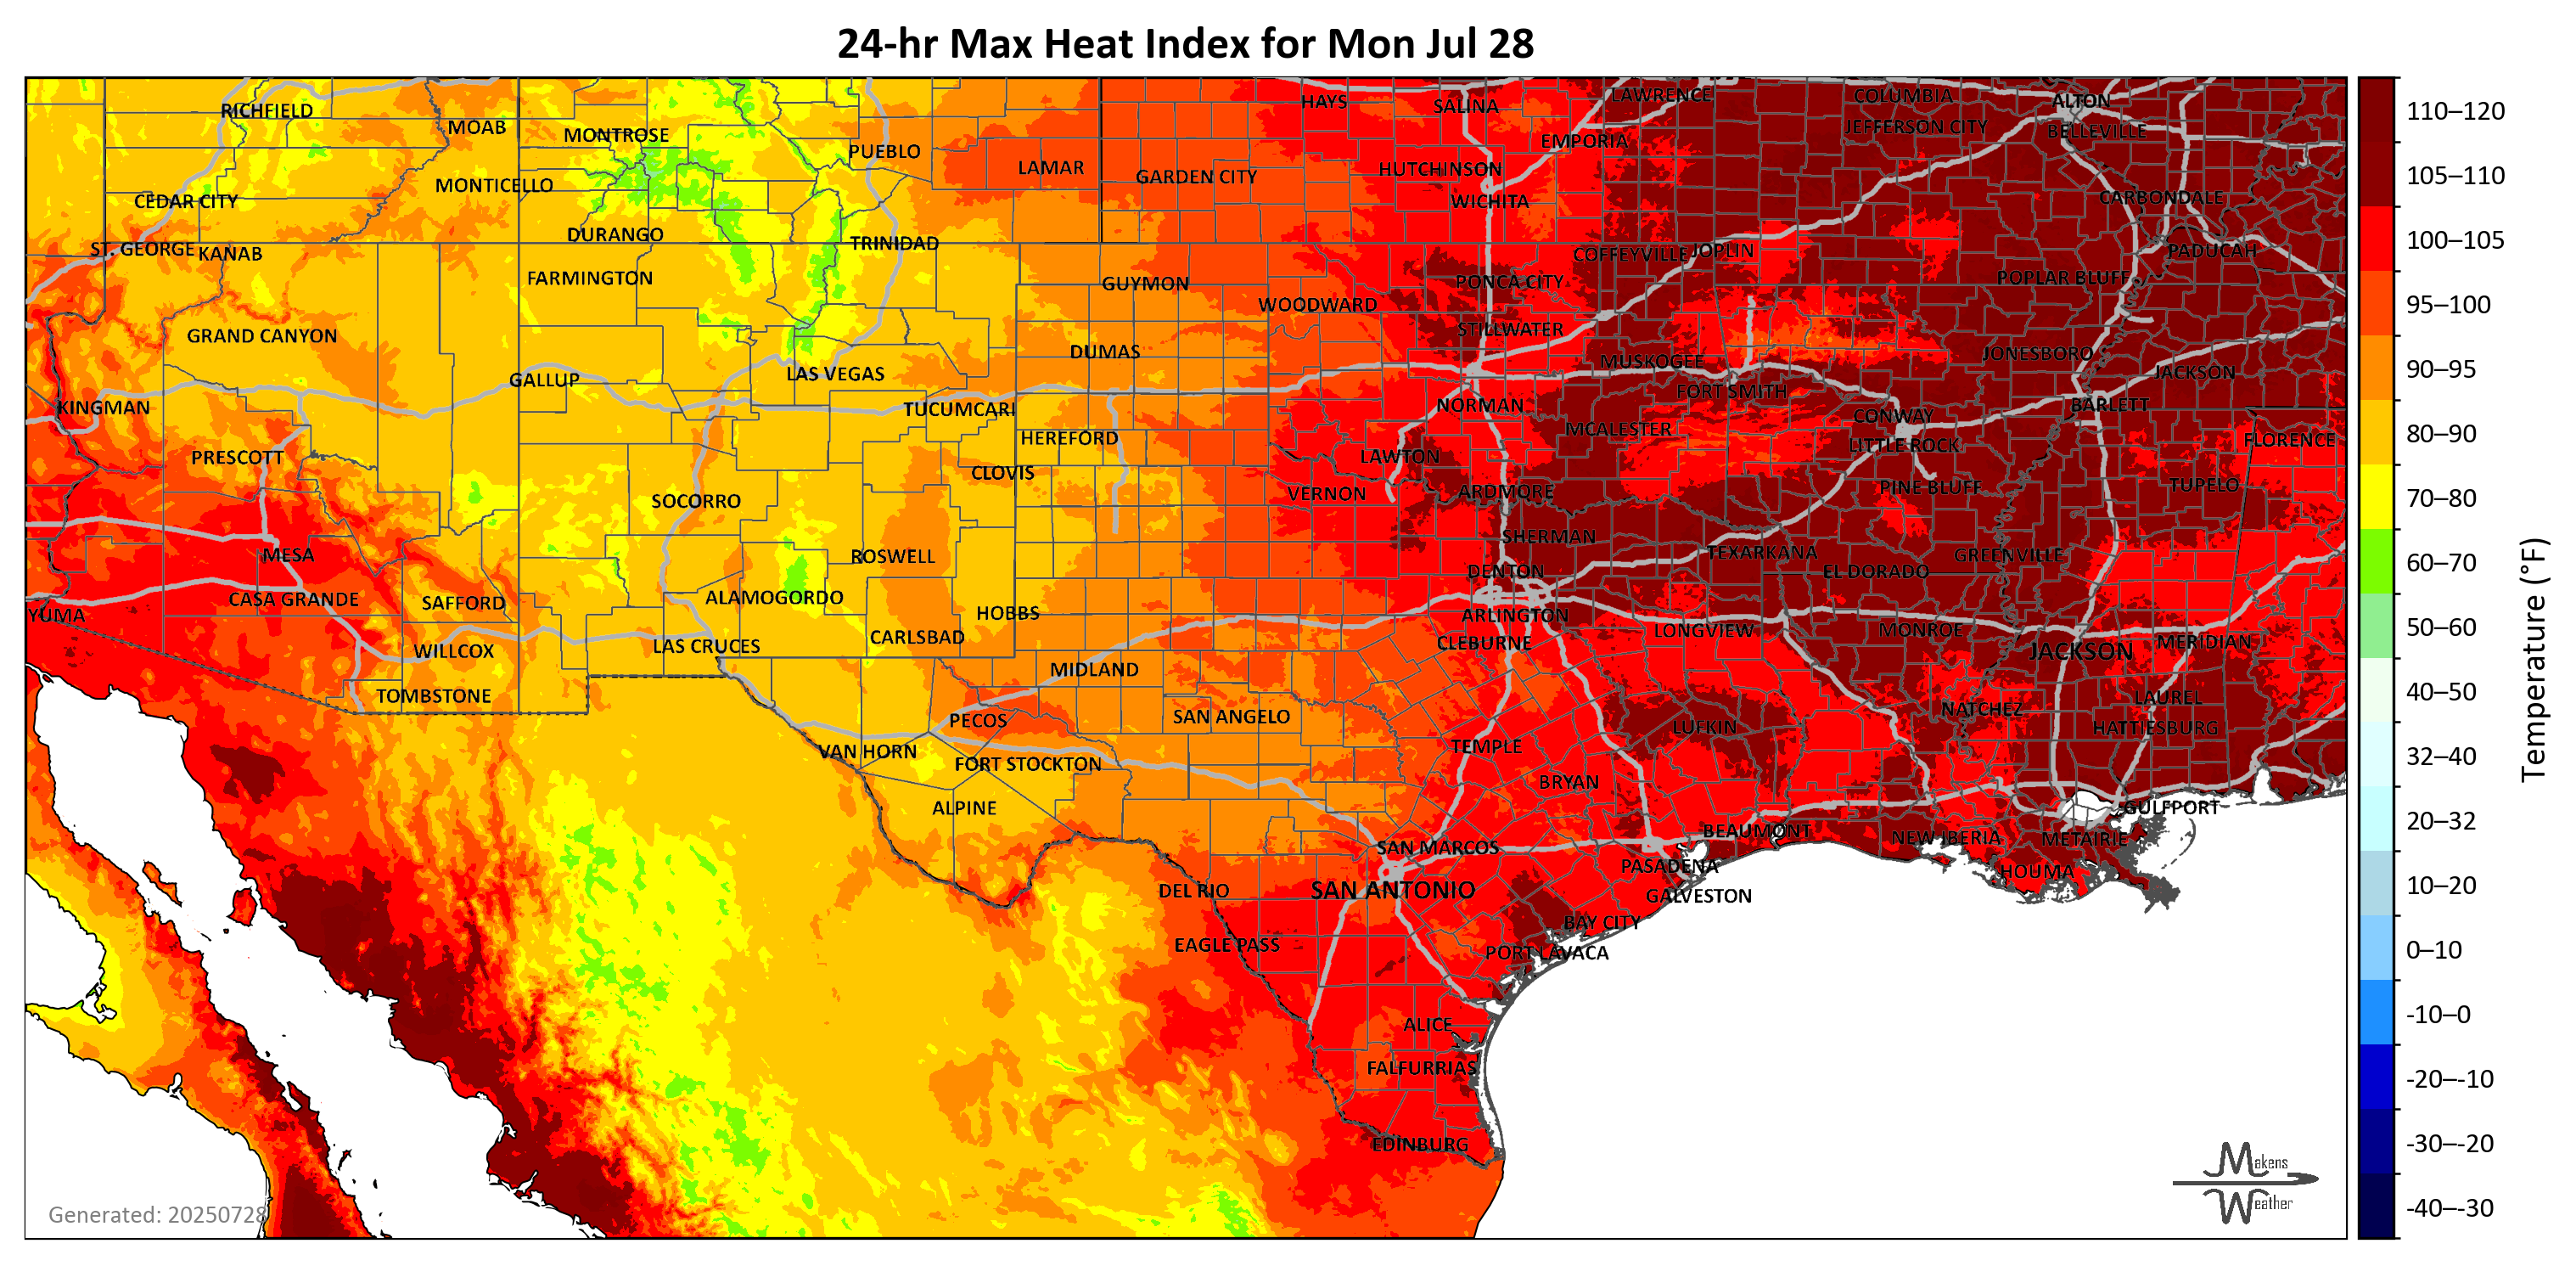 24-hr Max Heat Index for Mon Jul 28
HAYS
SALINA
LAWRENCE
COLUMBIA
ALTON
RICHFIELD
MOAB
MONTROSE
PUEBLO
EMPORIA
JEFFERSON CITY
BELLEVILLE
LAMAR
GARDEN CITY
HUTCHINSON
MONTICELLO
CEDAR CITY
WICHITA
CARBONDALE
DURANGO
TRINIDAD
ST. GEORGE
KANAB
COFFEYVILLE
JOPLIN
PADUCAH
FARMINGTON
GUYMON
PONCA CITY
POPLAR BLUFF
WOODWARD
GRAND CANYON
STILLWATER
DUMAS
MUSKOGEE
JONESBORO
GALLUP
LAS VEGAS
FORT SMITH
JACKSON
KINGMAN
TUCUMCARI
NORMAN
CONWAY
BARLETT
HEREFORD
MCALESTER
LITTLE ROCK
FLORENCE
PRESCOTT
CLOVIS
LAWTON
SOCORRO
VERNON
ARDMORE
PINE BLUFF
TUPELO
MESA
ROSWELL
SHERMAN
TEXARKANA
GREENVILLE
DENTON
EL DORADO
CASA GRANDE
SAFFORD
ALAMOGORDO
HOBBS
YUMA
ARLINGTON
WILLCOX
LAS CRUCES
CARLSBAD
CLEBURNE
LONGVIEW
MONROE
JACKSON
MERIDIAN
MIDLAND
TOMBSTONE
PECOS
SAN ANGELO
LUFKIN
NATCHEZ
LAUREL
HATTIESBURG
VAN HORN
FORT STOCKTON
TEMPLE
BRYAN
ALPINE
GULFPORT
SAN MARCOS
BEAUMONT
NEW IBERIA
METAIRIE
DEL RIO
SAN ANTONIO
PASADENA
GALVESTON
HOUMA
EAGLE PASS
BAY CITY
PORT LAVACA
ALICE
FALFURRIAS
EDINBURG
Generated: 20250728
Makens
Weather
110–120
105–110
100–105
95–100
90–95
80–90
70–80
60–70
50–60
40–50
32–40
20–32
10–20
0–10
-10–0
-20–-10
-30–-20
-40–-30
Temperature (°F)